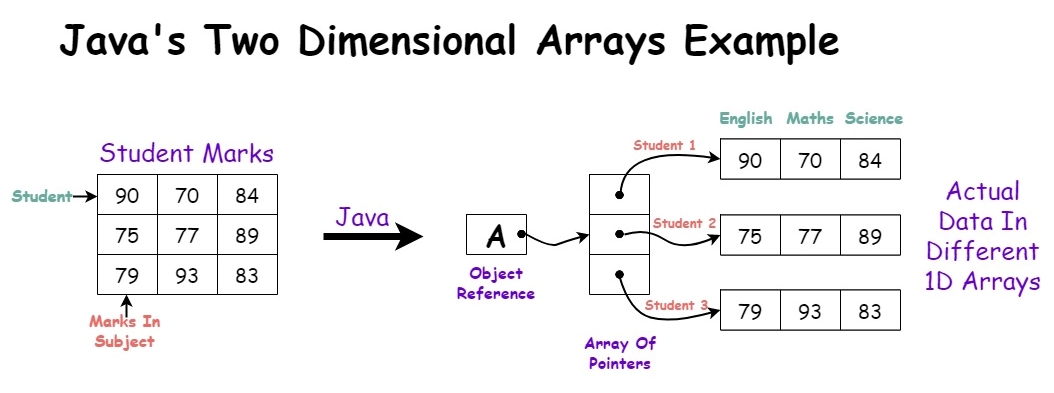 Java's Two Dimensional Arrays Example
Student Marks
Student
90 70 84
75 77 89
79 93 83
Marks In
Subject
Java
A
Object
Reference
Array Of
Pointers
Student 1
Student 2
Student 3
English Maths Science
90 70 84
75 77 89
79 93 83
Actual
Data In
Different
1D Arrays